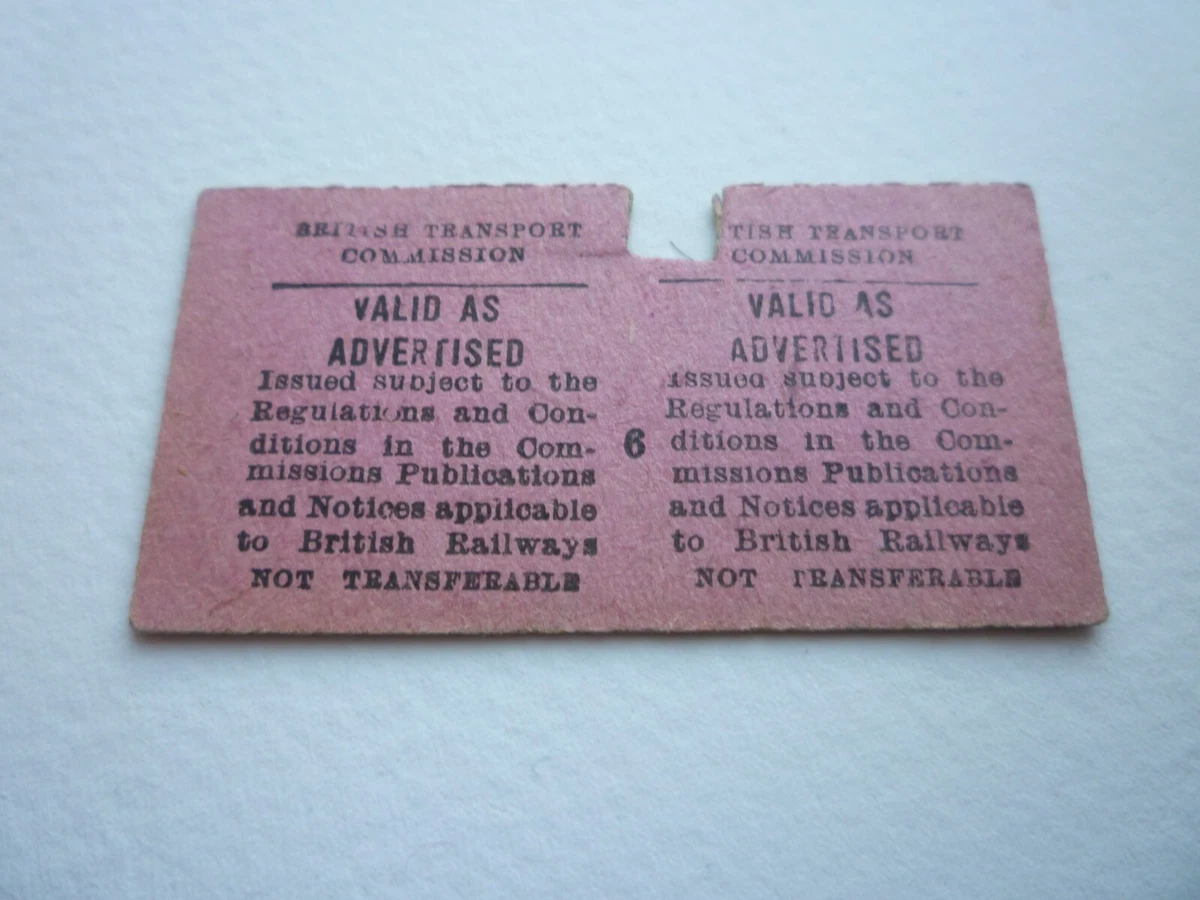 BRITISH TRANSPORT
COMMISSION
VALID AS
ADVERTISED
Issued subject to the
Regulations and Con-
ditions in the Com-
missions Publications
and Notices applicable
to British Railways
NOT TRANSFERABLE
6
TISH TRANSPORT
COMMISSION
VALID AS
ADVERTISED
Issued subject to the
Regulations and Con-
ditions in the Com-
missions Publications
and Notices applicable
to British Railways
NOT TRANSFERABLE